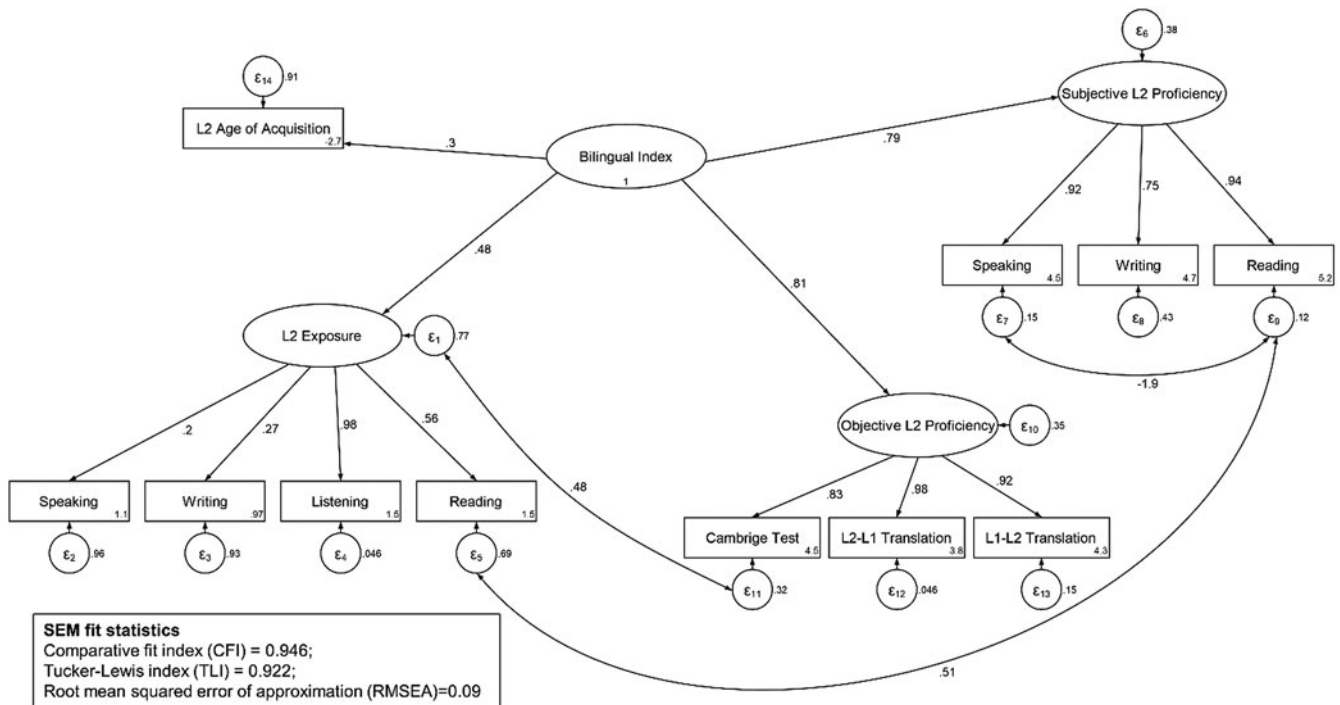 ε6 .38
Subjective L2 Proficiency
ε14 .91
L2 Age of Acquisition
-2.7
.3
Bilingual Index
1
.79
.92
.75
.94
Speaking
4.5
Writing
4.7
Reading
5.2
ε7 .15
ε8 .43
ε9 .12
-1.9
.48
.81
L2 Exposure
ε1 .77
.2
.27
.98
.56
Speaking
1.1
Writing
.97
Listening
1.5
Reading
1.5
ε2 .96
ε3 .93
ε4 .046
ε5 .69
.48
Objective L2 Proficiency
ε10 .35
.83
.98
.92
Cambrige Test
4.5
L2-L1 Translation
3.8
L1-L2 Translation
4.3
ε11 .32
ε12 .046
ε13 .15
.51
SEM fit statistics
Comparative fit index (CFI) = 0.946;
Tucker-Lewis index (TLI) = 0.922;
Root mean squared error of approximation (RMSEA)=0.09